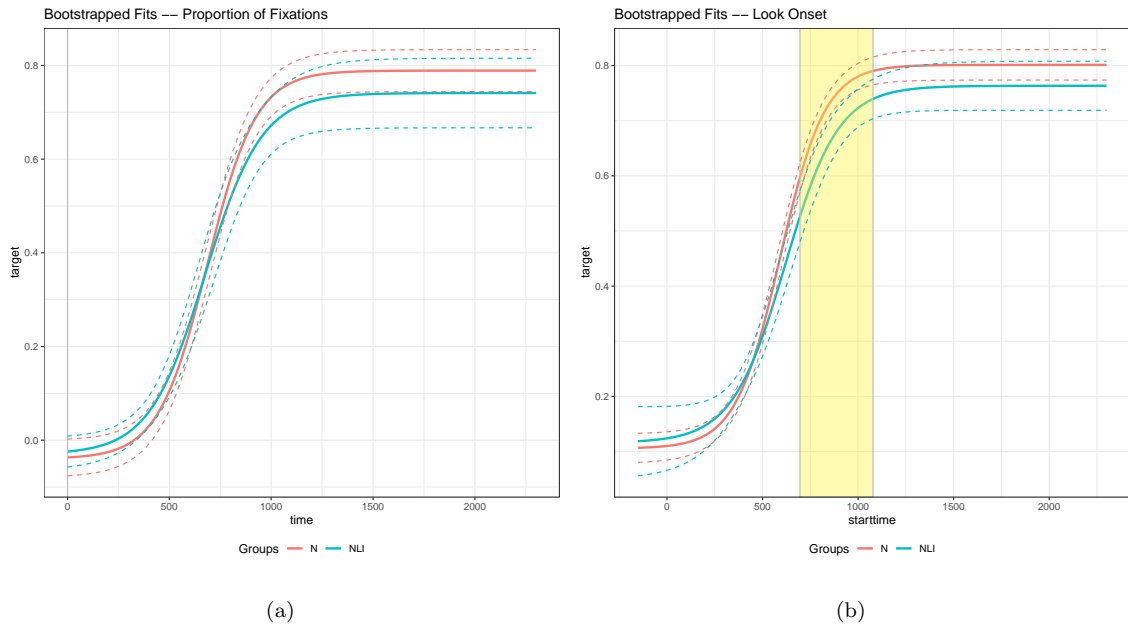 Bootstrapped Fits −− Proportion of Fixations
0.8
0.6
0.4
0.2
0.0
target
0 500 1000 1500 2000
time
Groups N NLI
(a)
Bootstrapped Fits −− Look Onset
0.8
0.6
0.4
0.2
target
0 500 1000 1500 2000
starttime
Groups N NLI
(b)